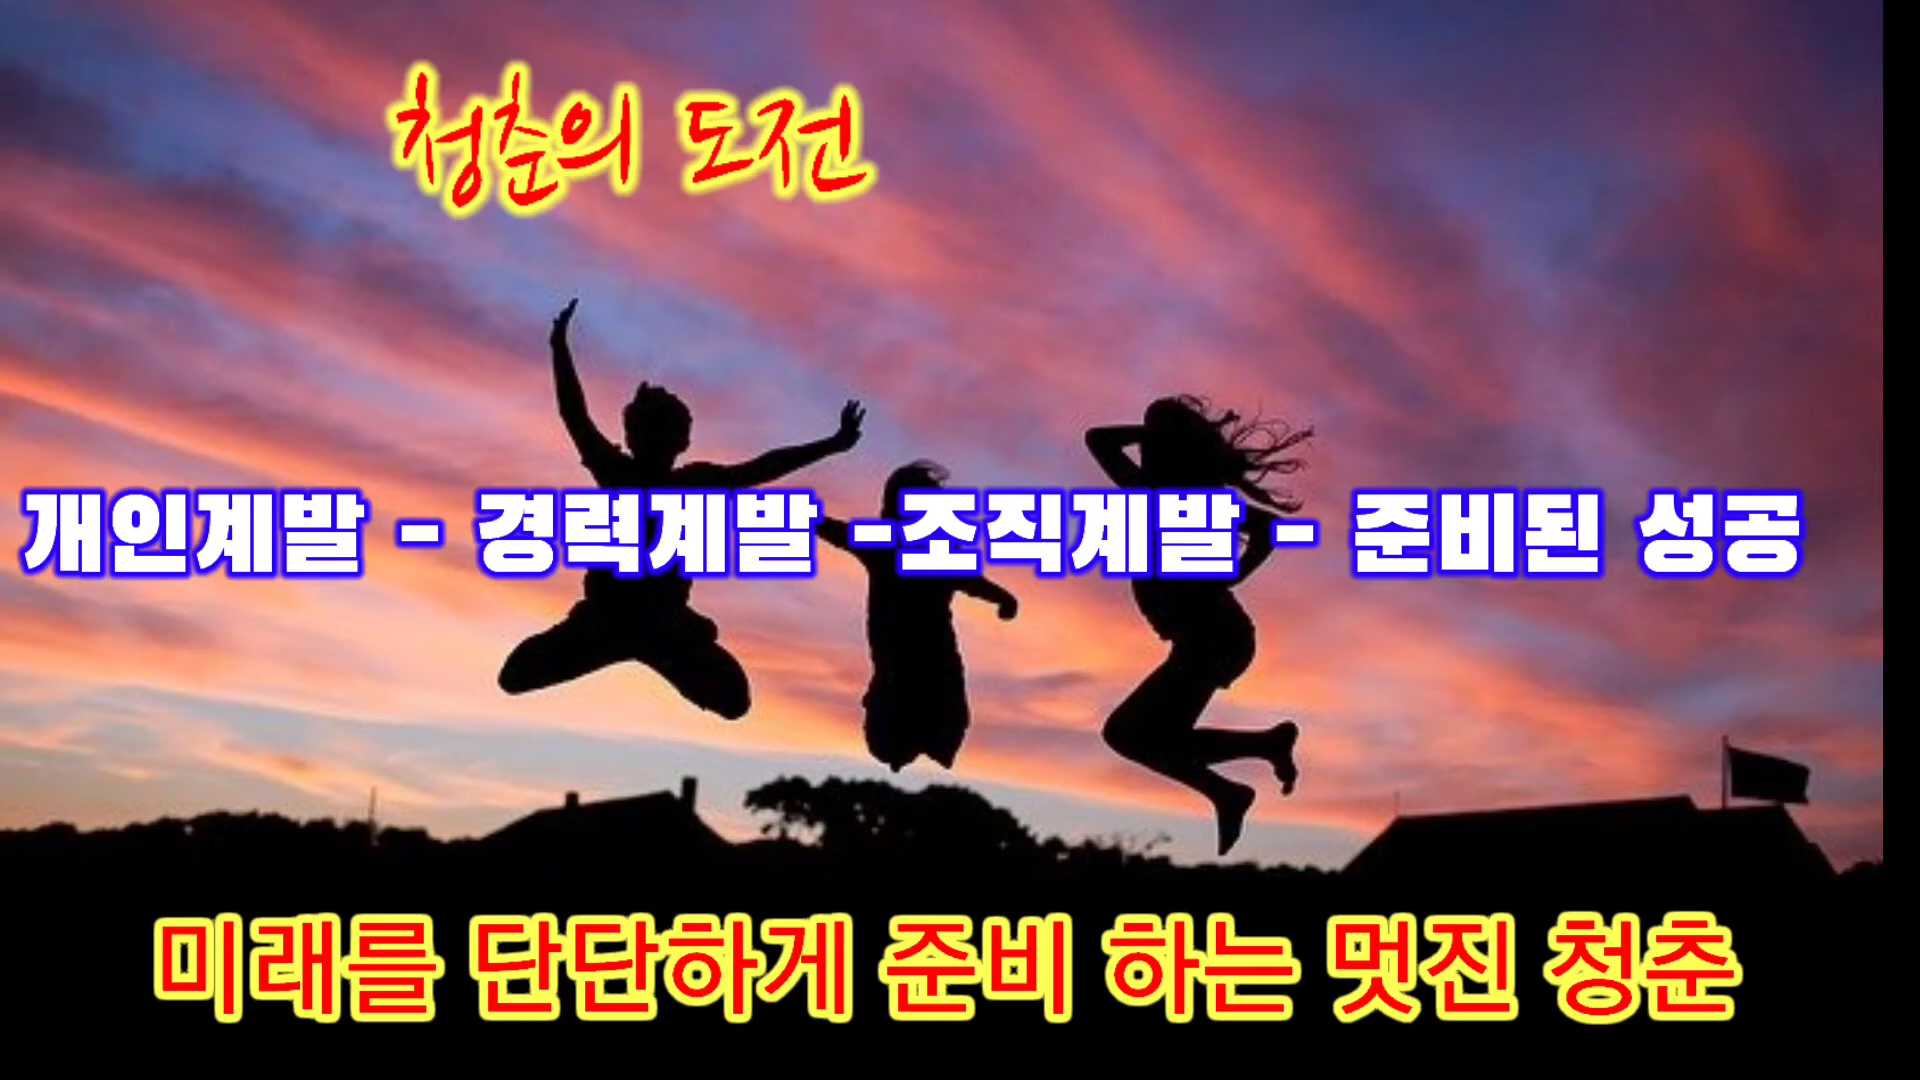 청춘의 도전
개인계발 - 경력계발 -조직계발 - 준비된 성공
미래를 단단하게 준비 하는 멋진 청춘